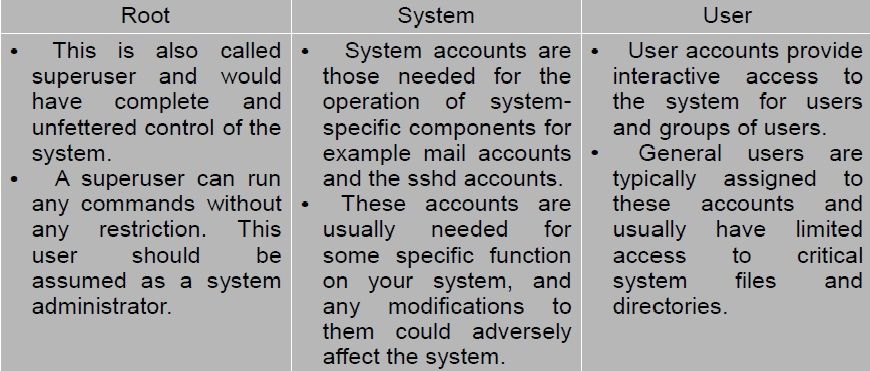 Root
• This is also called
superuser and would
have complete and
unfettered control of the
system.
• A superuser can run
any commands without
any restriction. This
user should be
assumed as a system
administrator.
System
• System accounts are
those needed for the
operation of system-
specific components for
example mail accounts
and the sshd accounts.
• These accounts are
usually needed for
some specific function
on your system, and
any modifications to
them could adversely
affect the system.
User
• User accounts provide
interactive access to
the system for users
and groups of users.
• General users are
typically assigned to
these accounts and
usually have limited
access to critical
system files and
directories.